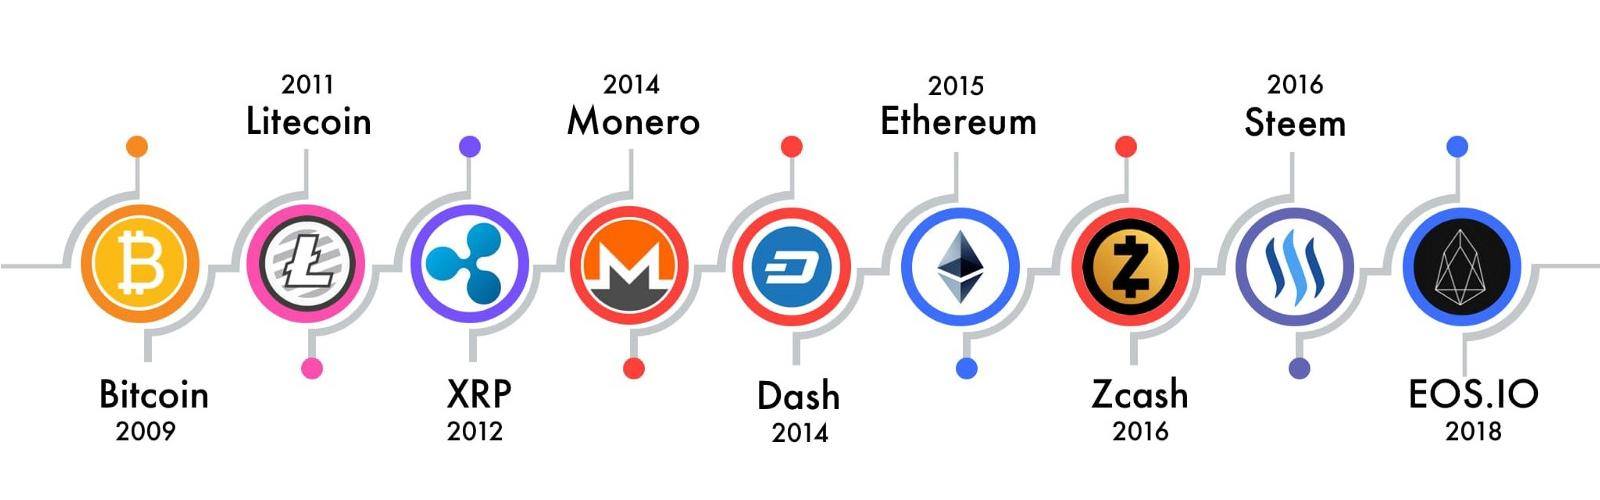 2011
Litecoin
2014
Monero
2015
Ethereum
2016
Steem
Bitcoin
2009
XRP
2012
Dash
2014
Zcash
2016
EOS.IO
2018